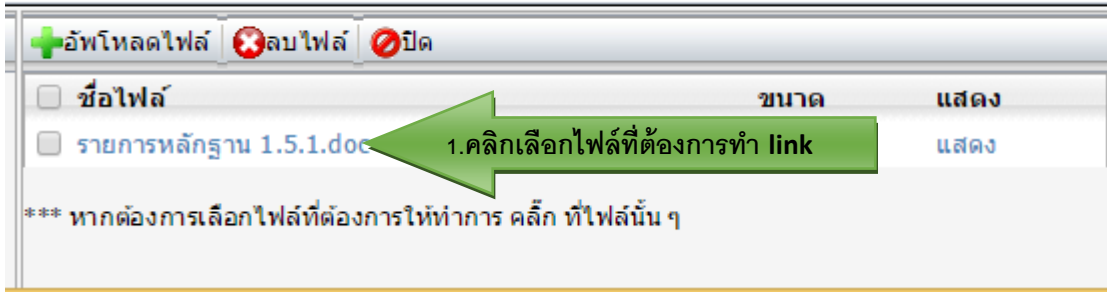 อัพโหลดไฟล์ ลบไฟล์ ปิด
ชื่อไฟล์ ขนาด แสดง
รายการหลักฐาน 1.5.1.doc 1.คลิกเลือกไฟล์ที่ต้องการทำ link แสดง
*** หากต้องการเลือกไฟล์ที่ต้องการให้ทำการ คลิ๊ก ที่ไฟล์นั้น ๆ